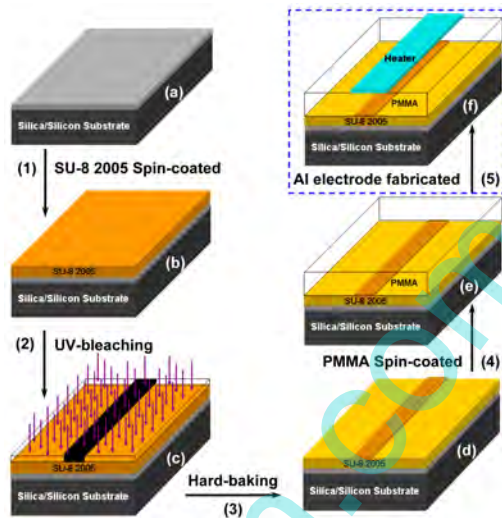 (a)
Silica/Silicon Substrate
(1)
SU-8 2005 Spin-coated
(b)
SU-8 2005
Silica/Silicon Substrate
(2)
UV-bleaching
(c)
SU-8 2005
Silica/Silicon Substrate
Hard-baking
(3)
(d)
SU-8 2005
Silica/Silicon Substrate
PMMA Spin-coated
(4)
(e)
PMMA
SU-8 2005
Silica/Silicon Substrate
Al electrode fabricated
(5)
Heater
(f)
PMMA
SU-8 2005
Silica/Silicon Substrate